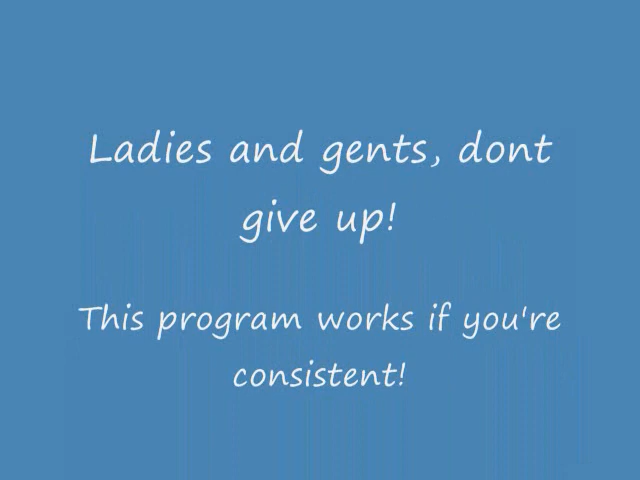 Ladies and gents, dont
give up!
This program works if you're
consistent!